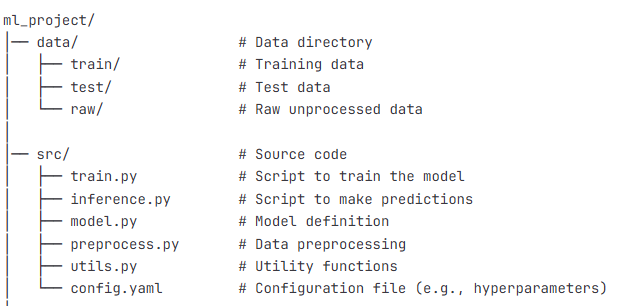 ml_project/
│── data/                    # Data directory
│   ├── train/               # Training data
│   ├── test/                # Test data
│   └── raw/                 # Raw unprocessed data
│
│── src/                     # Source code
│   ├── train.py             # Script to train the model
│   ├── inference.py         # Script to make predictions
│   ├── model.py             # Model definition
│   ├── preprocess.py        # Data preprocessing
│   ├── utils.py             # Utility functions
│   └── config.yaml          # Configuration file (e.g., hyperparameters)